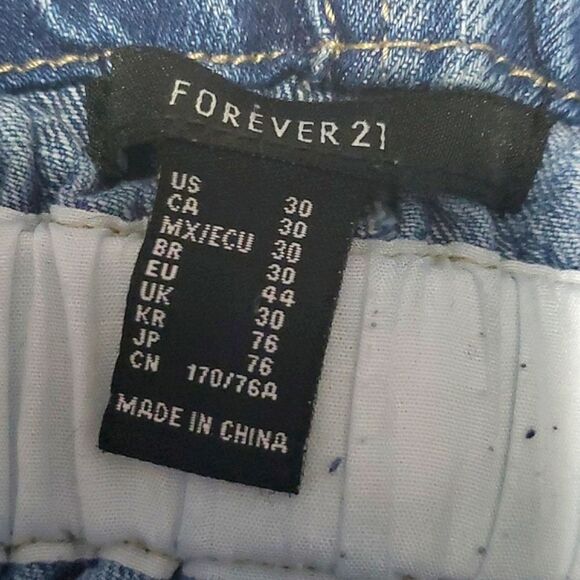 FOREVER 21
US 30
CA 30
MX/ECU 30
BR 30
EU 44
UK 30
KR 76
JP 76
CN 170/76A
MADE IN CHINA